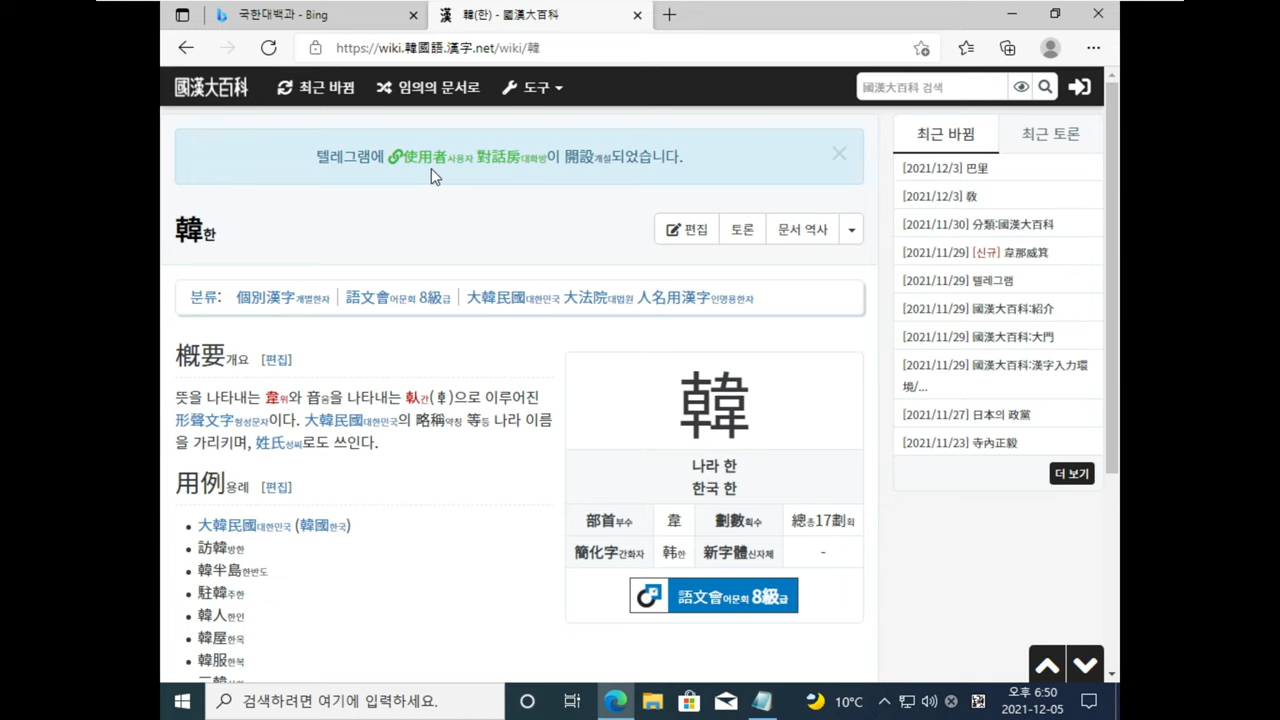 국한대백과 - Bing
漢 韓(한) - 國漢大百科
https://wiki.韓國語.漢字.net/wiki/韓
國漢大百科 최근 바뀜 임의의 문서로 도구 國漢大百科 검색
텔레그램에 使用者사용자 對話房대화방이 開設개설되었습니다.
韓한
편집 토론 문서 역사
분류: 個別漢字개별한자 語文會어문회 8級급 大韓民國대한민국 大法院대법원 人名用漢字인명용한자
槪要개요 [편집]
뜻을 나타내는 韋위와 音음을 나타내는 倝간(龺)으로 이루어진
形聲文字형성문자이다. 大韓民國대한민국의 略稱약칭 等등 나라 이름
을 가리키며, 姓氏성씨로도 쓰인다.
用例용례 [편집]
大韓民國대한민국 (韓國한국)
訪韓방한
韓半島한반도
駐韓주한
韓人한인
韓屋한옥
韓服한복
韓
나라 한
한국 한
部首부수 韋 劃數획수 總총17劃획
簡化字간화자 韩한 新字體신자체 -
語文會어문회 8級급
최근 바뀜 최근 토론
[2021/12/3] 巴里
[2021/12/3] 敎
[2021/11/30] 分類:國漢大百科
[2021/11/29] [신규] 韋那威箕
[2021/11/29] 텔레그램
[2021/11/29] 國漢大百科:紹介
[2021/11/29] 國漢大百科:大門
[2021/11/29] 國漢大百科:漢字入力環
境/...
[2021/11/27] 日本의 政黨
[2021/11/23] 寺內正毅
더 보기
검색하려면 여기에 입력하세요.
10°C
漢
오후 6:50
2021-12-05